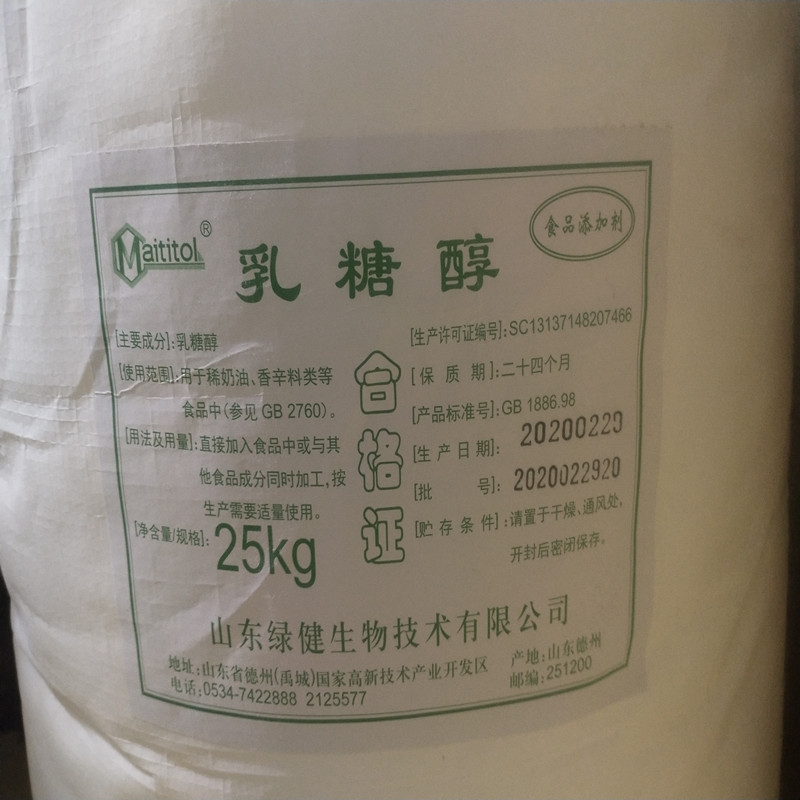 Maititol®
乳糖醇
食品添加剂
[主要成分]:乳糖醇
[使用范围]:用于稀奶油、香辛料类等
食品中(参见 GB 2760)。
[用法及用量]:直接加入食品中或与其
他食品成分同时加工,按
生产需要适量使用。
[净含量/规格]:25kg
合格证
[生产许可证编号]:SC13137148207466
[保质期]:二十四个月
[产品标准号]:GB 1886.98
[生产日期]:20200229
[批号]:2020022920
[贮存条件]:请置于干燥、通风处,
开封后密闭保存。
山东绿健生物技术有限公司
地址:山东省德州(禹城)国家高新技术产业开发区
产地:山东德州
电话:0534-7422888 2125577
邮编:251200